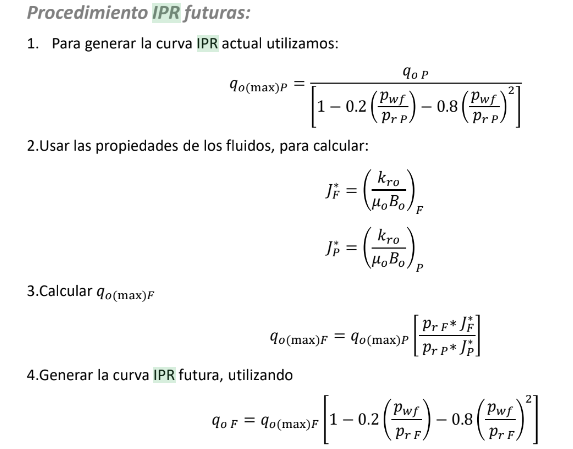 Procedimiento IPR futuras:
1. Para generar la curva IPR actual utilizamos:
q_{o(max)P} = \frac{q_{o P}}{\left[1 - 0.2 \left(\frac{p_{wf}}{p_{r P}}\right) - 0.8 \left(\frac{p_{wf}}{p_{r P}}\right)^2\right]}
2.Usar las propiedades de los fluidos, para calcular:
J_F^* = \left(\frac{k_{ro}}{\mu_o B_o}\right)_F
J_P^* = \left(\frac{k_{ro}}{\mu_o B_o}\right)_P
3.Calcular q_{o(max)F}
q_{o(max)F} = q_{o(max)P} \left[\frac{p_{r F} * J_F^*}{p_{r P} * J_P^*}\right]
4.Generar la curva IPR futura, utilizando
q_{o F} = q_{o(max)F} \left[1 - 0.2 \left(\frac{p_{wf}}{p_{r F}}\right) - 0.8 \left(\frac{p_{wf}}{p_{r F}}\right)^2\right]